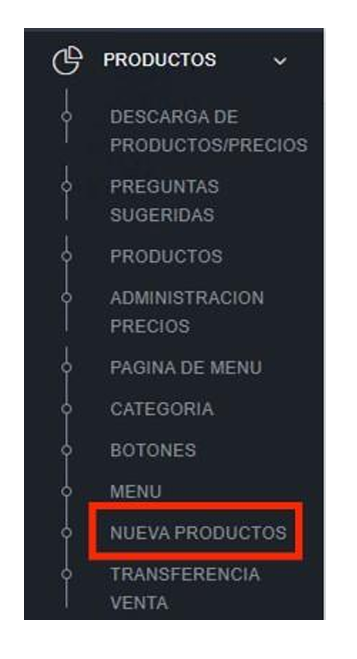 PRODUCTOS
DESCARGA DE
PRODUCTOS/PRECIOS
PREGUNTAS
SUGERIDAS
PRODUCTOS
ADMINISTRACION
PRECIOS
PAGINA DE MENU
CATEGORIA
BOTONES
MENU
NUEVA PRODUCTOS
TRANSFERENCIA
VENTA